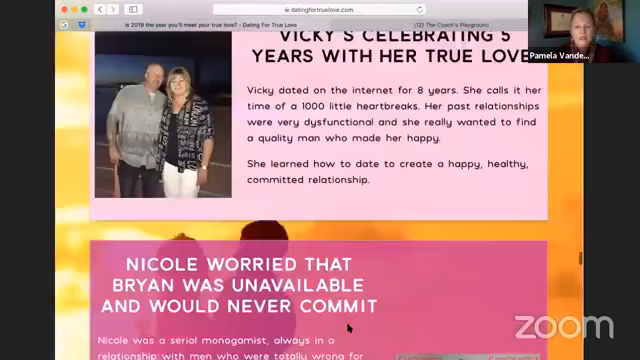 datingfortruelove.com
Is 2019 the year you'll meet your true love? - Dating For True Love
(12) The Coach's Playground
Pamela Vande...
VICKY'S CELEBRATING 5
YEARS WITH HER TRUE LOVE
Vicky dated on the internet for 8 years. She calls it her
time of a 1000 little heartbreaks. Her past relationships
were very dysfunctional and she really wanted to find
a quality man who made her happy.
She learned how to date to create a happy, healthy,
committed relationship.
NICOLE WORRIED THAT
BRYAN WAS UNAVAILABLE
AND WOULD NEVER COMMIT
Nicole was a serial monogamist, always in a
relationship with men who were totally wrong for
zoom